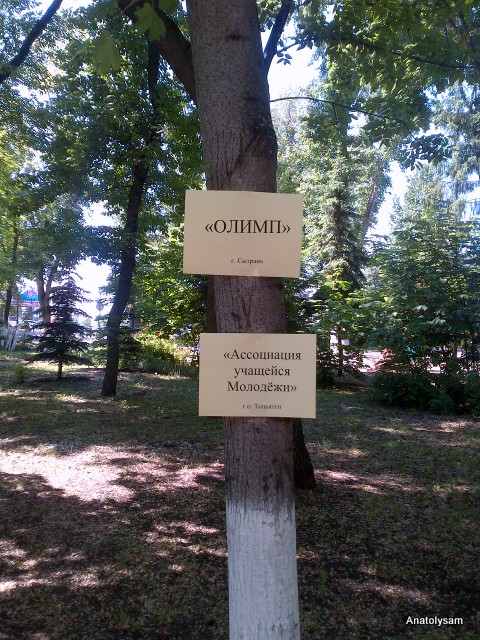 «ОЛИМП»
г. Сызрань
«Ассоциация
учащейся
Молодёжи»
г.о. Тольятти
Anatolysam